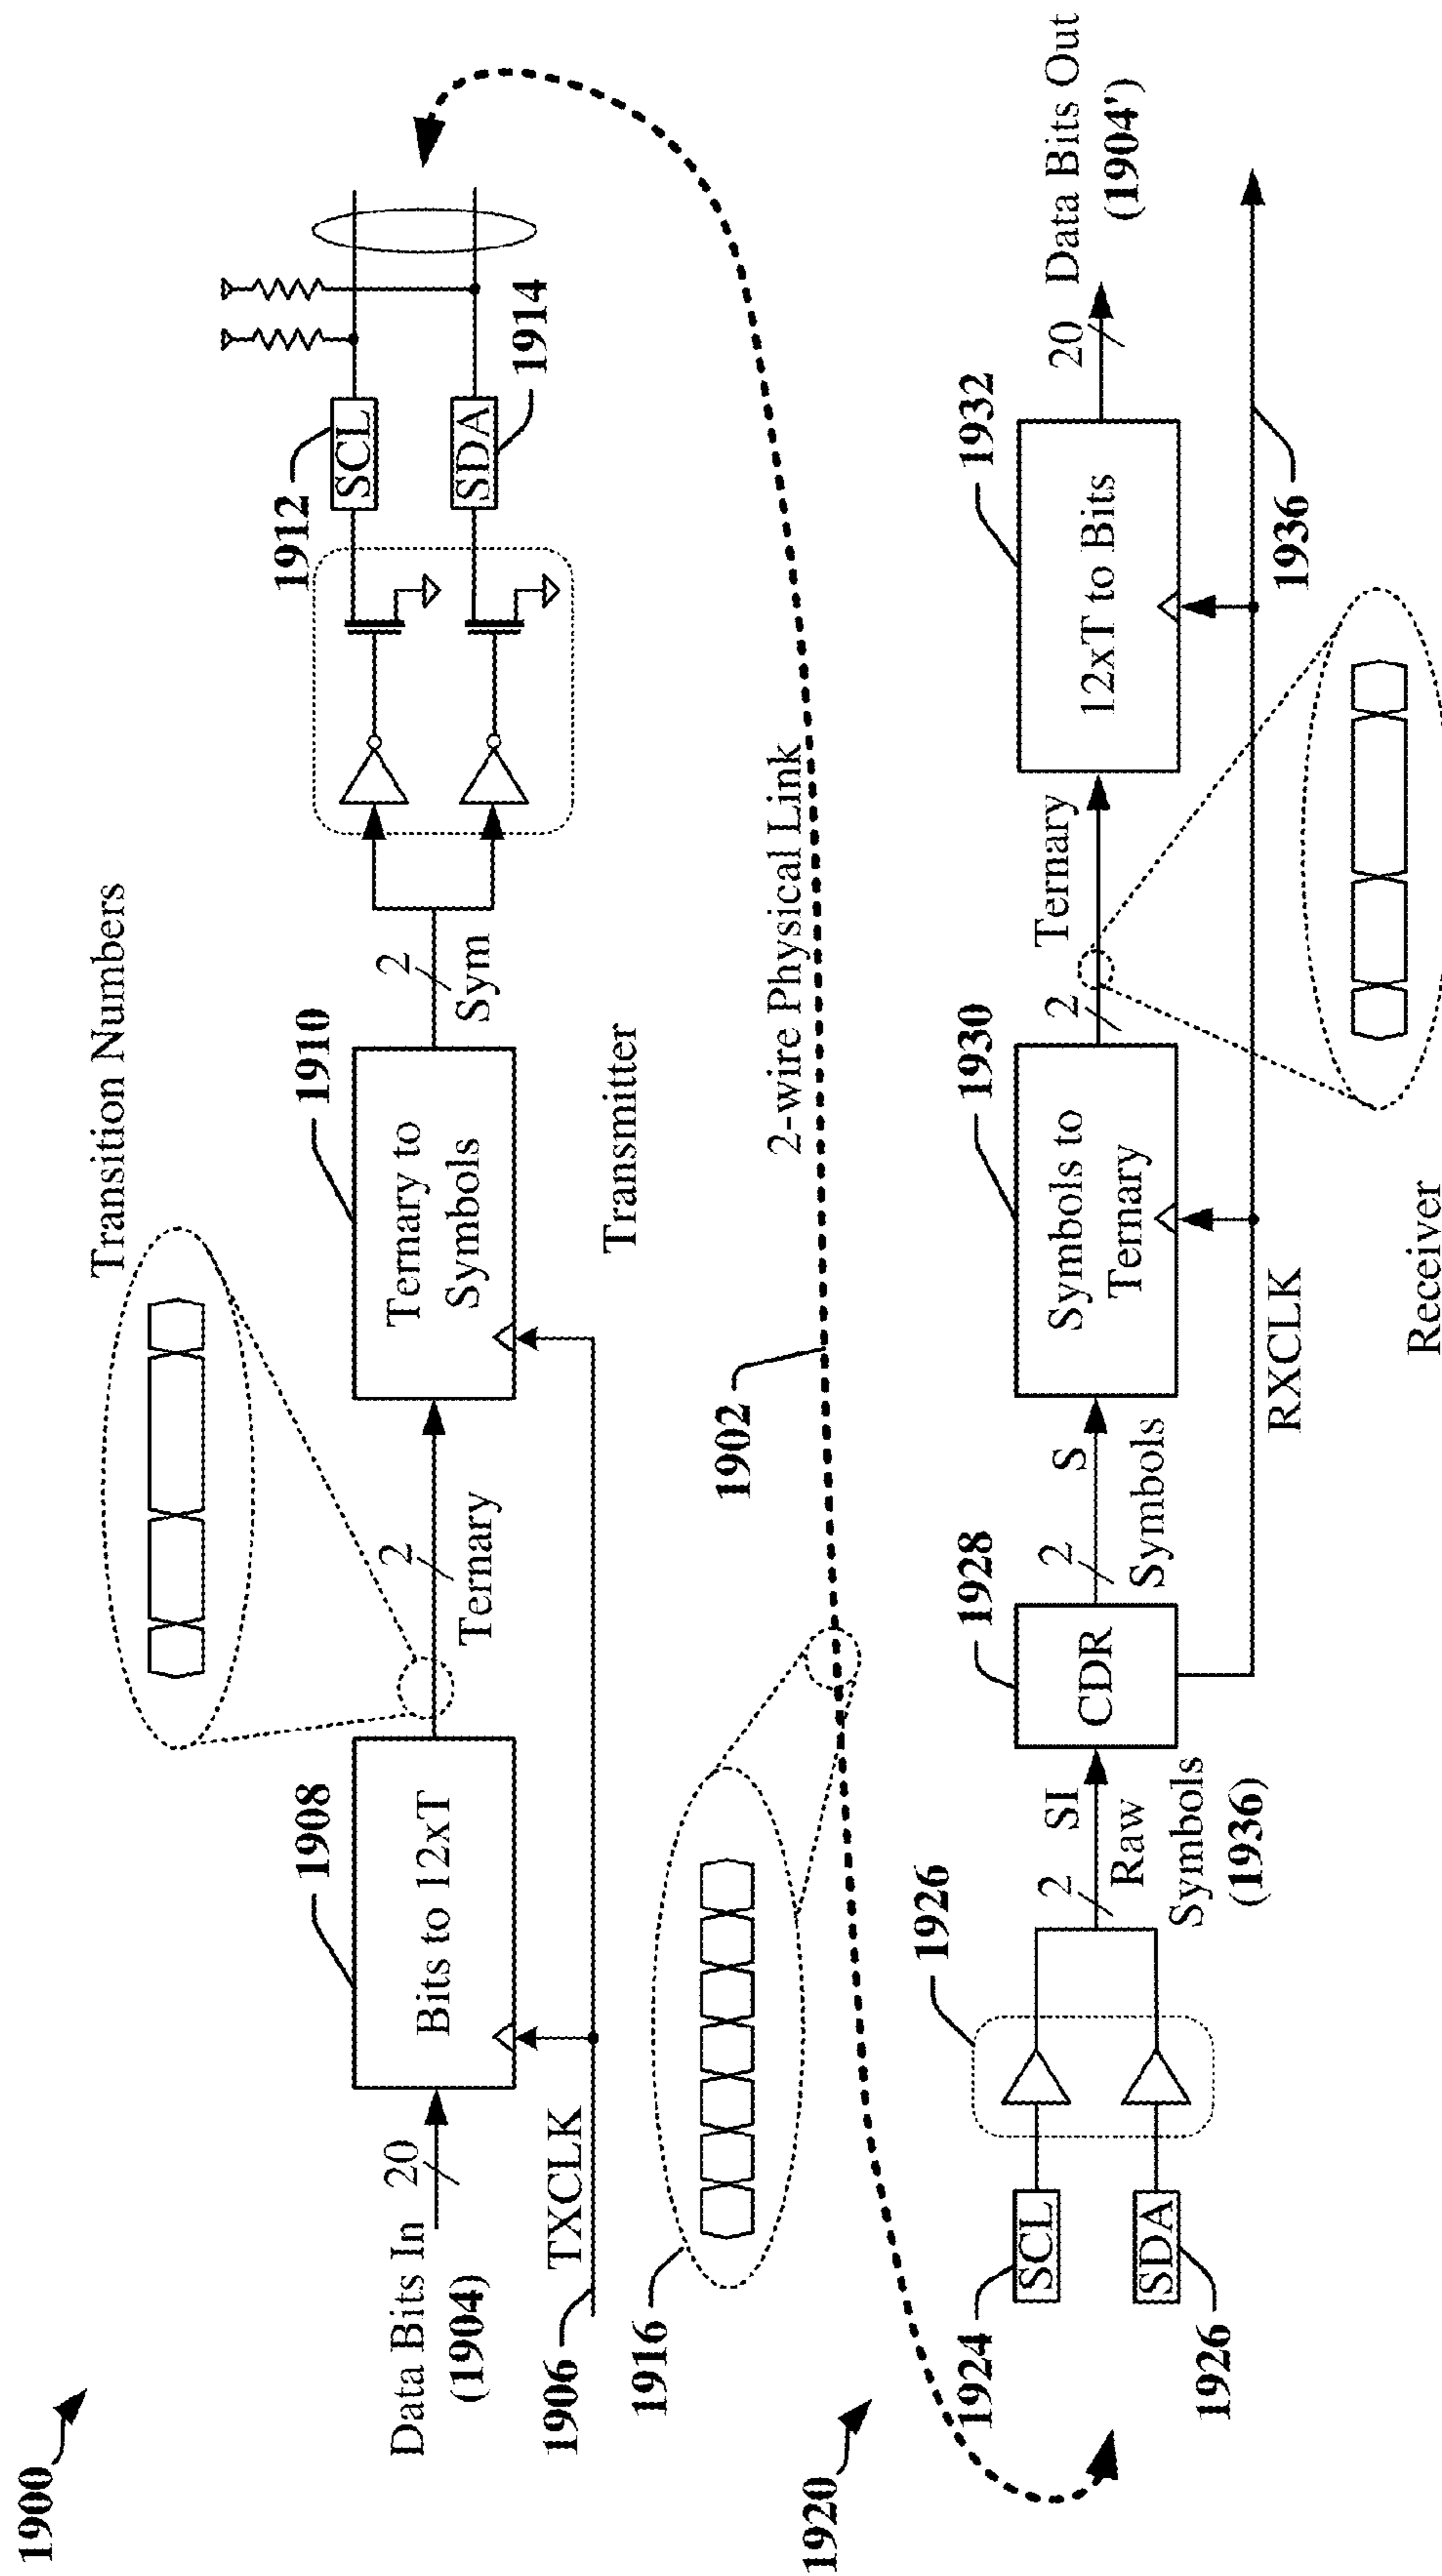 1900
Transition Numbers
1908
1910
1912
Data Bits In
(1904)
20
Bits to 12xT
2
Ternary
Ternary to
Symbols
2
Sym
SCL
SDA
1914
TXCLK
1906
Transmitter
1916
1902
2-wire Physical Link
1920
1924
SCL
SDA
1926
1926
2
SI
Raw
Symbols
(1936)
1928
CDR
2
S
Symbols
1930
Symbols to
Ternary
2
Ternary
1932
12xT to Bits
20
Data Bits Out
(1904')
RXCLK
1936
Receiver